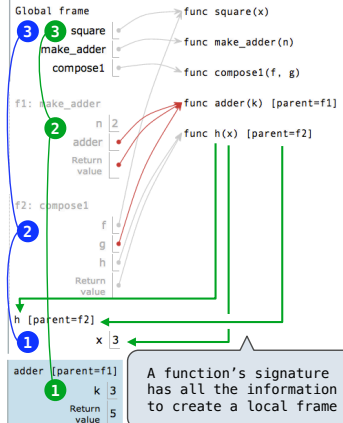 Global frame
func square(x)
3
3
square
make_adder
func make_adder(n)
compose1
func compose1(f, g)
f1: make_adder
func adder(k) [parent=f1]
n 2
2
adder
func h(x) [parent=f2]
Return
value
f2: compose1
f
2
g
h
Return
value
h [parent=f2]
1
x 3
adder [parent=f1]
1
k 3
Return
value
5
A function's signature
has all the information
to create a local frame